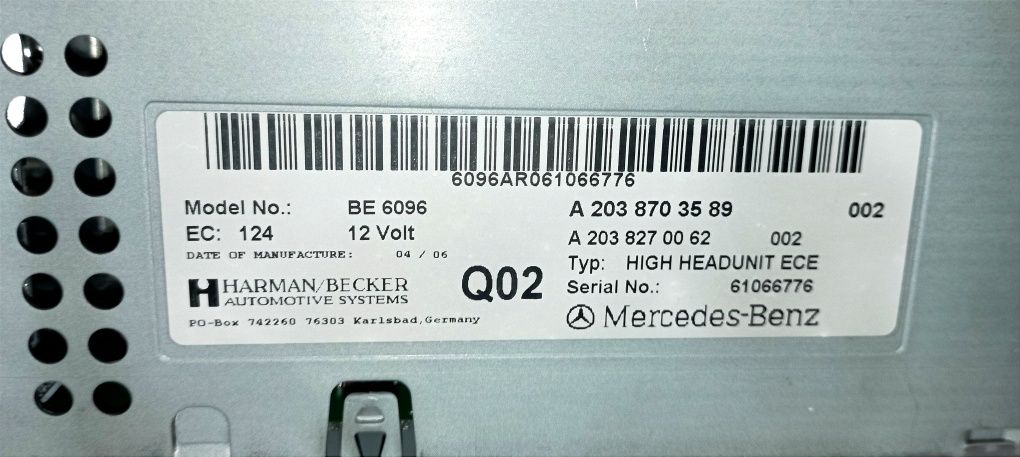 6096AR061066776
Model No.: BE 6096 A 203 870 3589 002
EC: 124 12 Volt A 203 827 00 62 002
DATE OF MANUFACTURE: 04 / 06 Typ: HIGH HEADUNIT ECE
HARMAN/BECKER Q02 Serial No.: 61066776
AUTOMOTIVE SYSTEMS Mercedes-Benz
PO-Box 742260 76303 Karlsbad,Germany